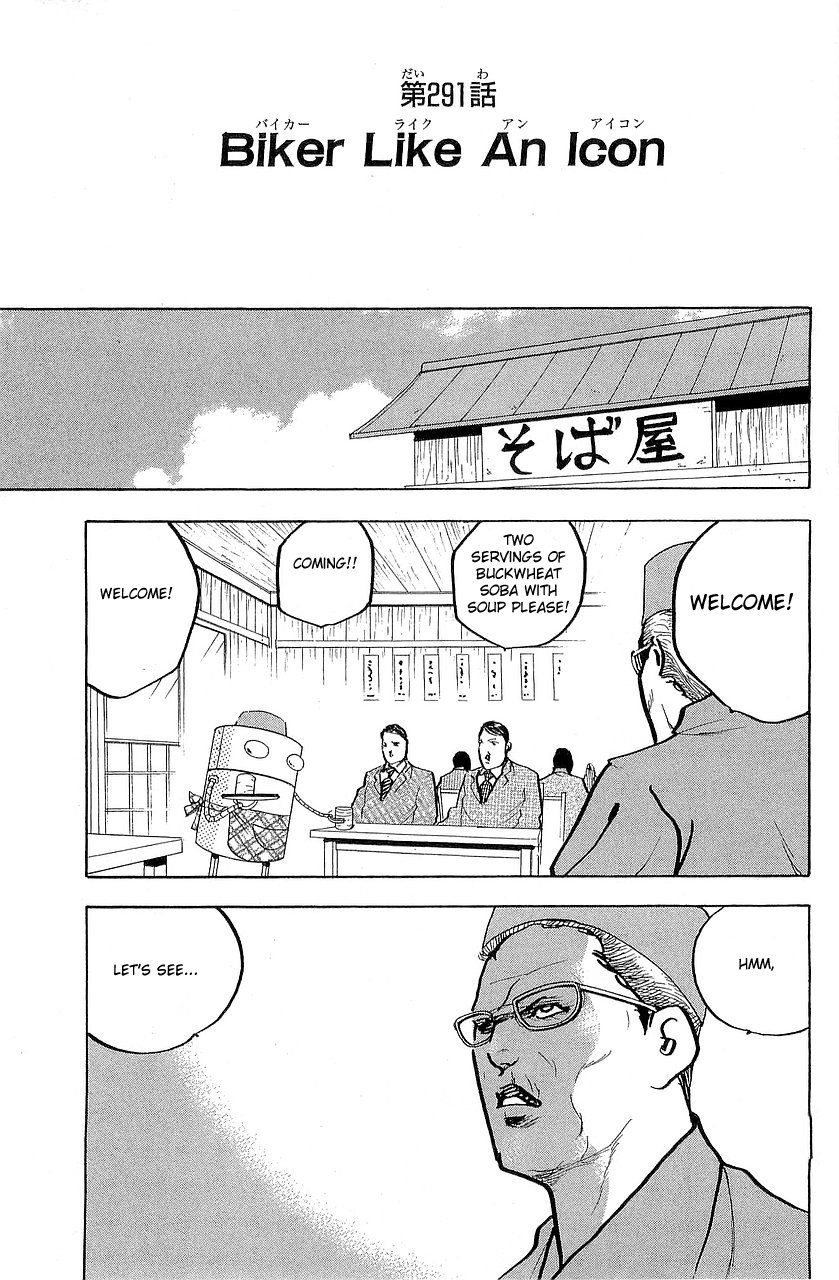 だい わ
第291話
バイカー ライク アン アイコン
Biker Like An Icon
そば屋
WELCOME!
TWO
SERVINGS OF
BUCKWHEAT
SOBA WITH
SOUP PLEASE!
COMING!!
WELCOME!
HMM,
LET'S SEE...